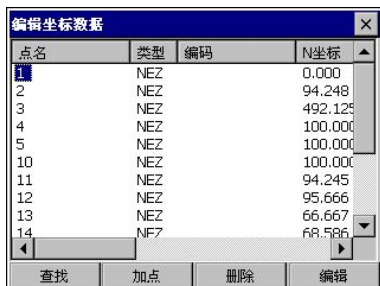 编辑坐标数据
点名 类型 编码 N坐标
1 NEZ 0.000
2 NEZ 94.248
3 NEZ 492.125
4 NEZ 100.000
5 NEZ 100.000
10 NEZ 100.000
11 NEZ 94.245
12 NEZ 95.666
13 NEZ 66.667
14 NEZ 68.586
查找 加点 删除 编辑